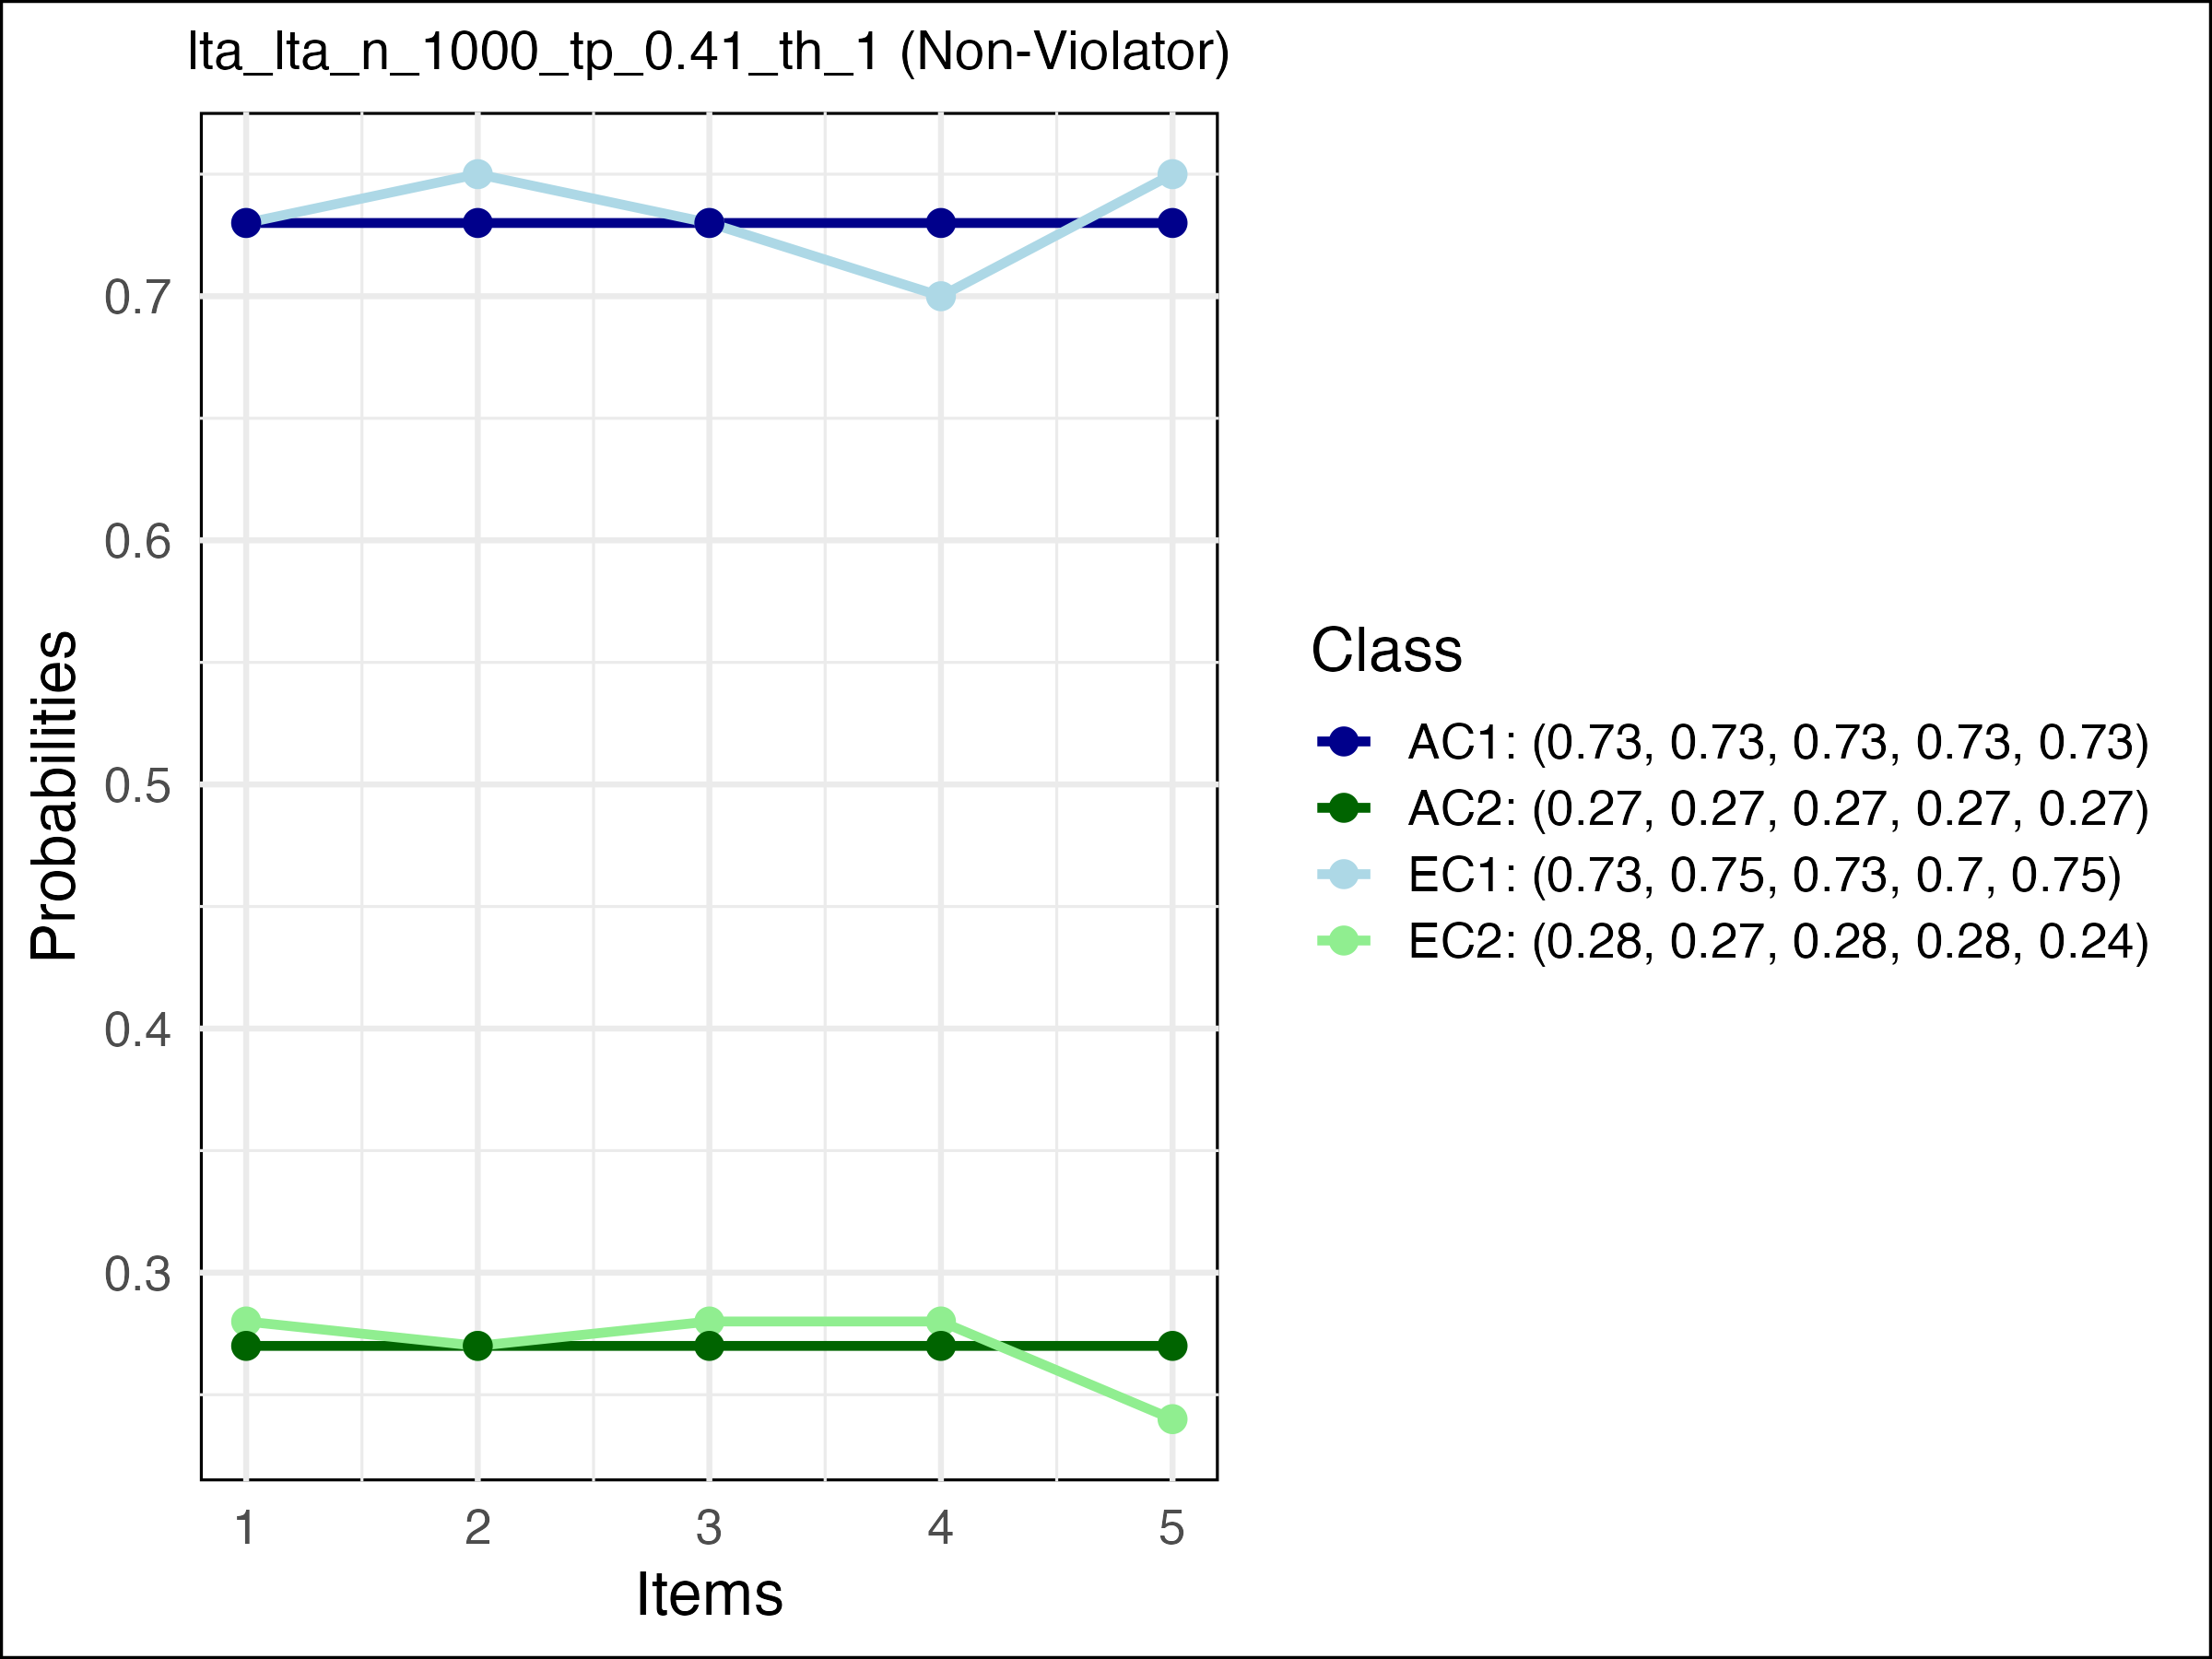 lta_lta_n_1000_tp_0.41_th_1 (Non-Violator)
0.7
0.6
0.5
0.4
0.3
Probabilities
1 2 3 4 5
Items
Class
AC1: (0.73, 0.73, 0.73, 0.73, 0.73)
AC2: (0.27, 0.27, 0.27, 0.27, 0.27)
EC1: (0.73, 0.75, 0.73, 0.7, 0.75)
EC2: (0.28, 0.27, 0.28, 0.28, 0.24)